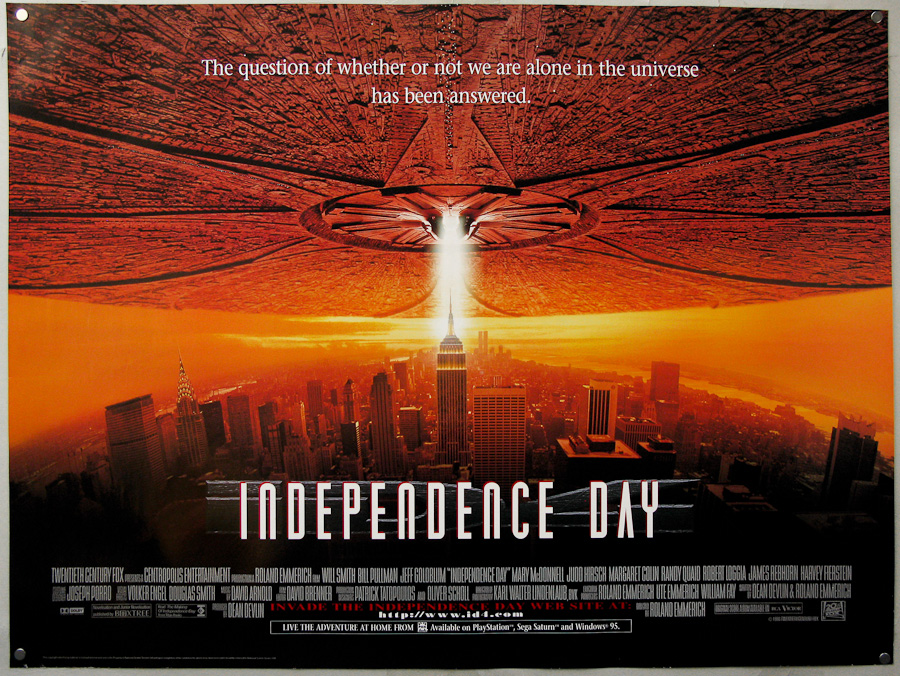 The question of whether or not we are alone in the universe
has been answered.
INDEPENDENCE DAY
TWENTIETH CENTURY FOX PRESENTS A CENTROPOLIS ENTERTAINMENT PRODUCTION A ROLAND EMMERICH FILM WILL SMITH BILL PULLMAN JEFF GOLDBLUM "INDEPENDENCE DAY" MARY McDONNELL JUDD HIRSCH MARGARET COLIN RANDY QUAID ROBERT LOGGIA JAMES REBHORN HARVEY FIERSTEIN
JOSEPH PORRO VOLKER ENGEL DOUGLAS SMITH DAVID ARNOLD DAVID BRENNER PATRICK TATOPOULOS OLIVER SCHOLL KARL WALTER LINDENLAUB ROLAND EMMERICH UTE EMMERICH WILLIAM FAY DEAN DEVLIN & ROLAND EMMERICH
DEAN DEVLIN INVADE THE INDEPENDENCE DAY WEB SITE AT: ROLAND EMMERICH
http://www.id4.com
LIVE THE ADVENTURE AT HOME FROM FOX Available on PlayStation™, Sega Saturn™ and Windows® 95.